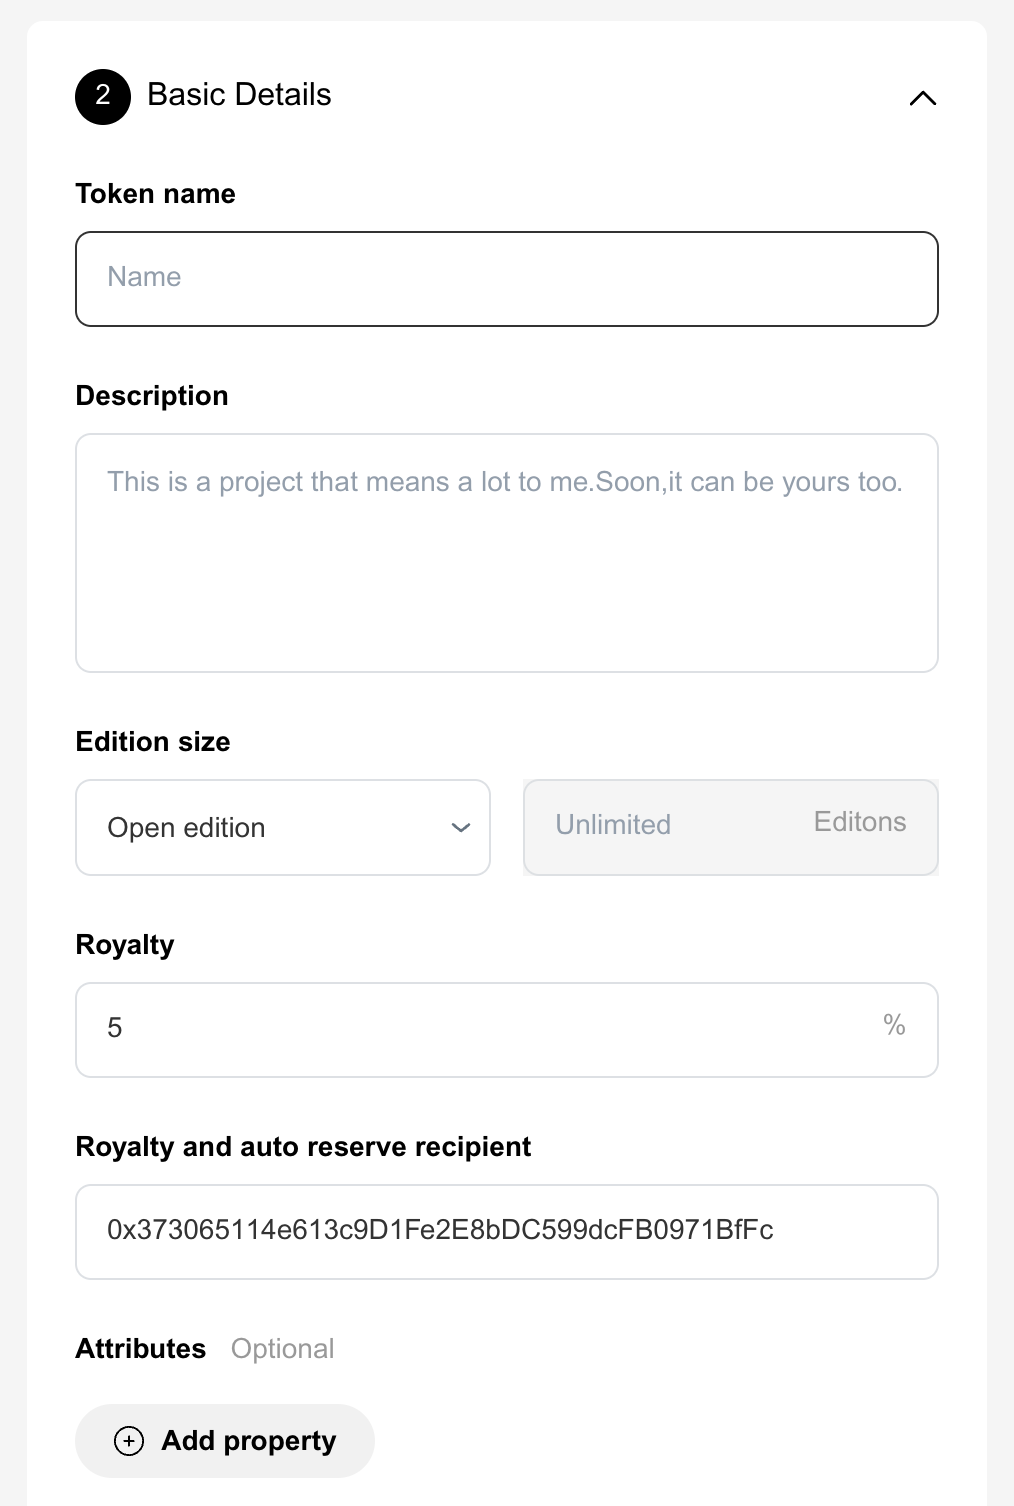 2 Basic Details
Token name
Name
Description
This is a project that means a lot to me.Soon,it can be yours too.
Edition size
Open edition
Unlimited Editons
Royalty
5 %
Royalty and auto reserve recipient
0x373065114e613c9D1Fe2E8bDC599dcFB0971BfFc
Attributes Optional
Add property